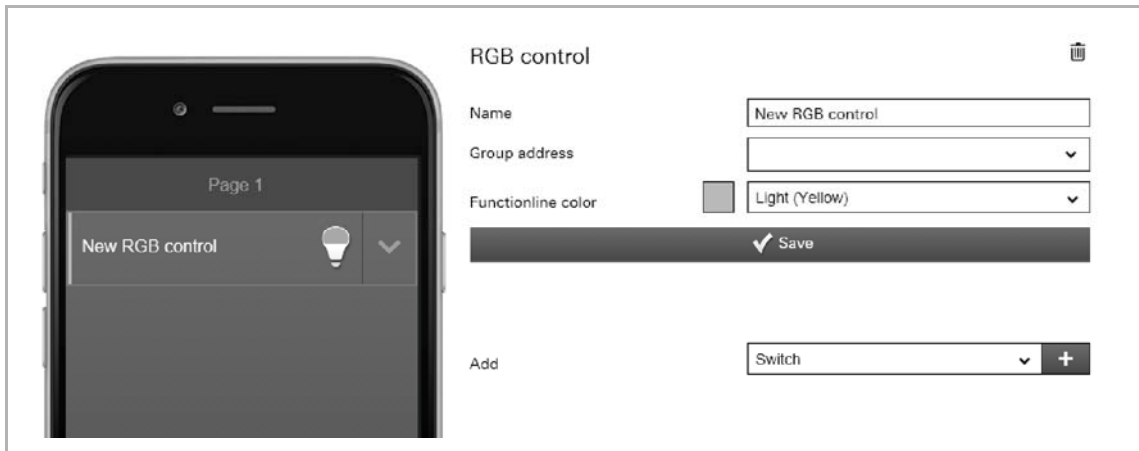 RGB control
Name
New RGB control
Group address
Functionline color
Light (Yellow)
Save
Add
Switch
+
Page 1
New RGB control